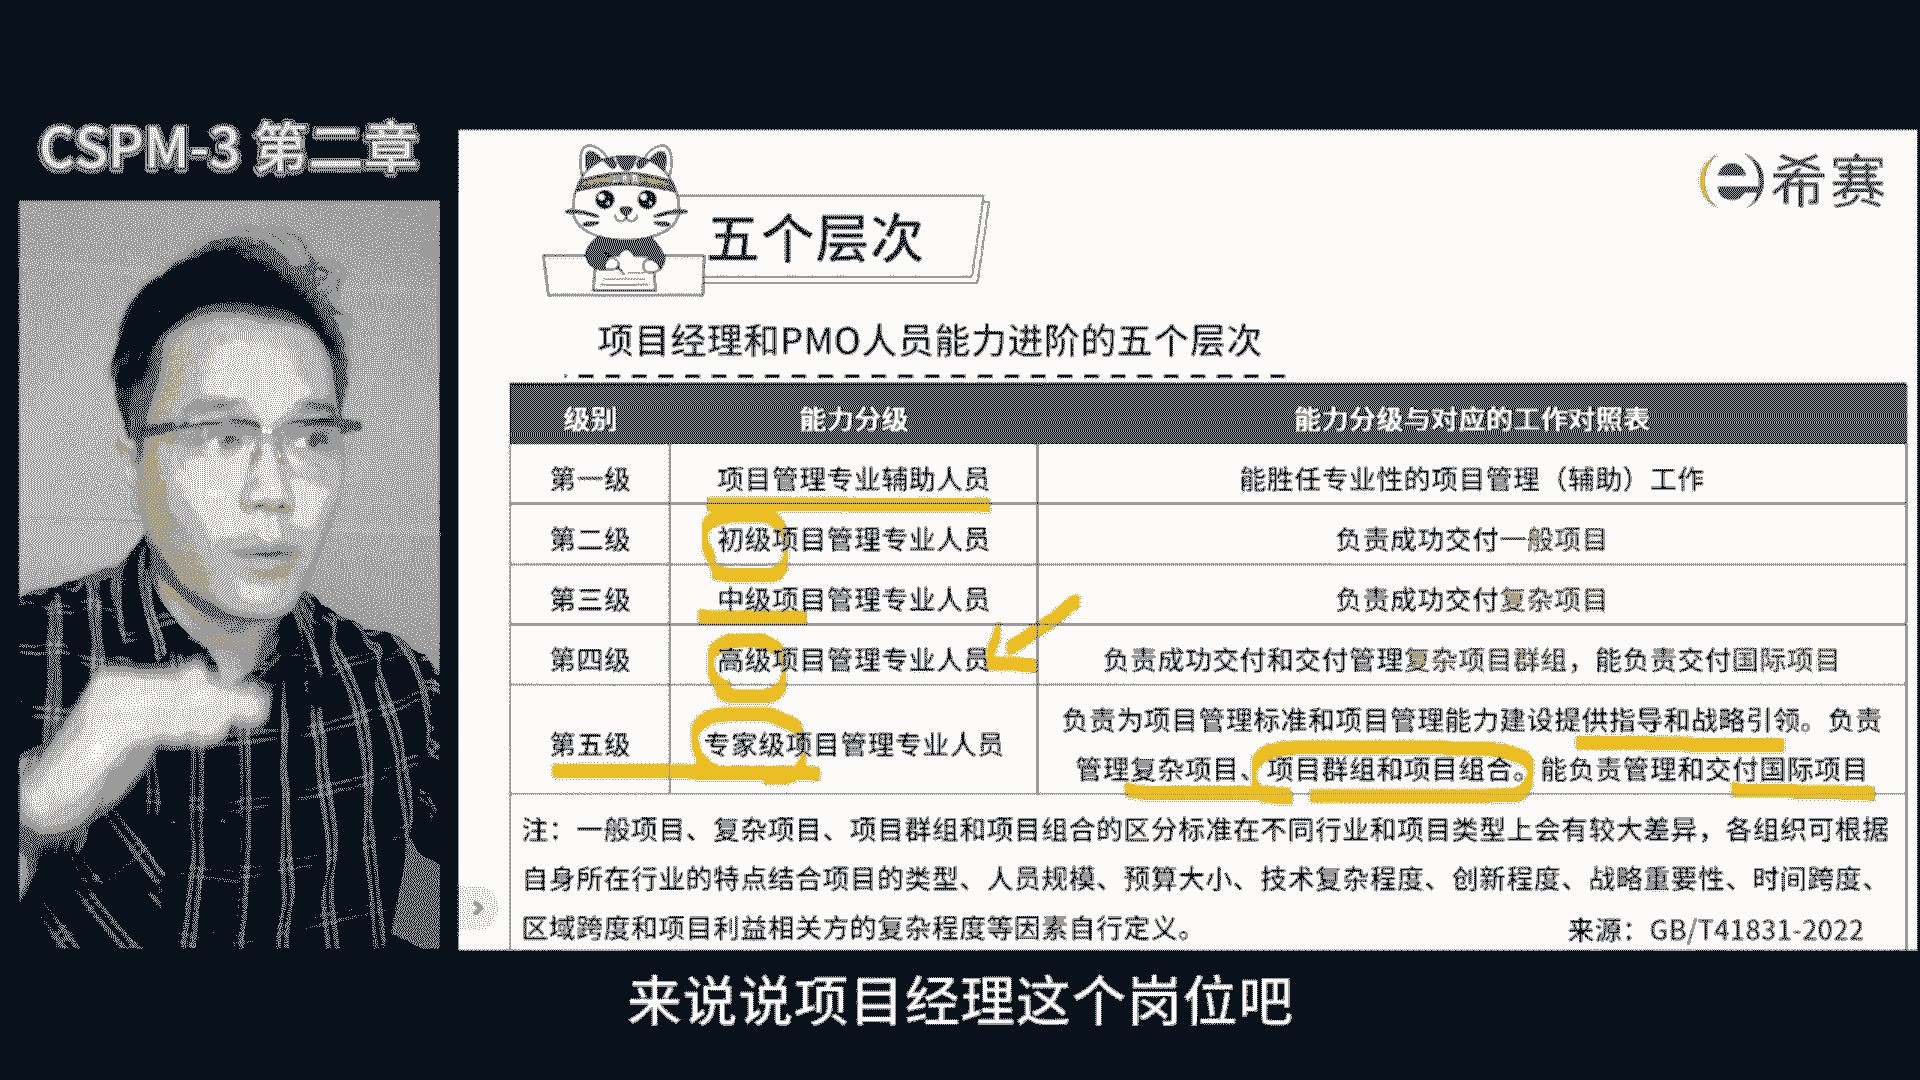 CSPM-3 第二章
希赛
五个层次
项目经理和PMO人员能力进阶的五个层次
级别 能力分级 能力分级与对应的工作对照表
第一级 项目管理专业辅助人员 能胜任专业性的项目管理（辅助）工作
第二级 初级项目管理专业人员 负责成功交付一般项目
第三级 中级项目管理专业人员 负责成功交付复杂项目
第四级 高级项目管理专业人员 负责成功交付和交付管理复杂项目群组，能负责交付国际项目
第五级 专家级项目管理专业人员 负责为项目管理标准和项目管理能力建设提供指导和战略引领。负责
管理复杂项目、项目群组和项目组合。能负责管理和交付国际项目
注：一般项目、复杂项目、项目群组和项目组合的区分标准在不同行业和项目类型上会有较大差异，各组织可根据
自身所在行业的特点结合项目的类型、人员规模、预算大小、技术复杂程度、创新程度、战略重要性、时间跨度、
区域跨度和项目利益相关方的复杂程度等因素自行定义。
来源：GB/T41831-2022
来说说项目经理这个岗位吧